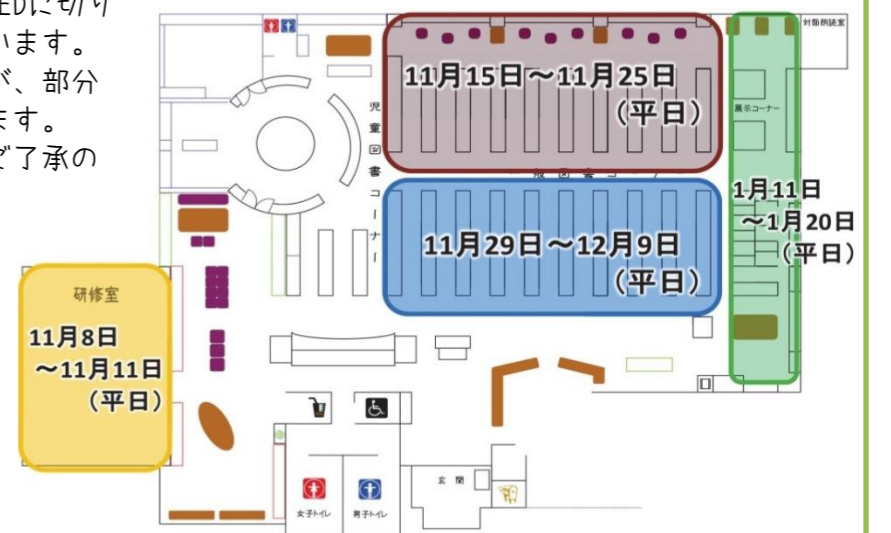 EDに切り
います。
が、部分
ます。
ご了承の
対面朗読室
11月15日～11月25日
（平日）
展示コーナー
児童図書コーナー
般図書コーナ
1月11日
～1月20日
（平日）
11月29日～12月9日
（平日）
研修室
11月8日
～11月11日
（平日）
玄関
女子トイレ
男子トイレ